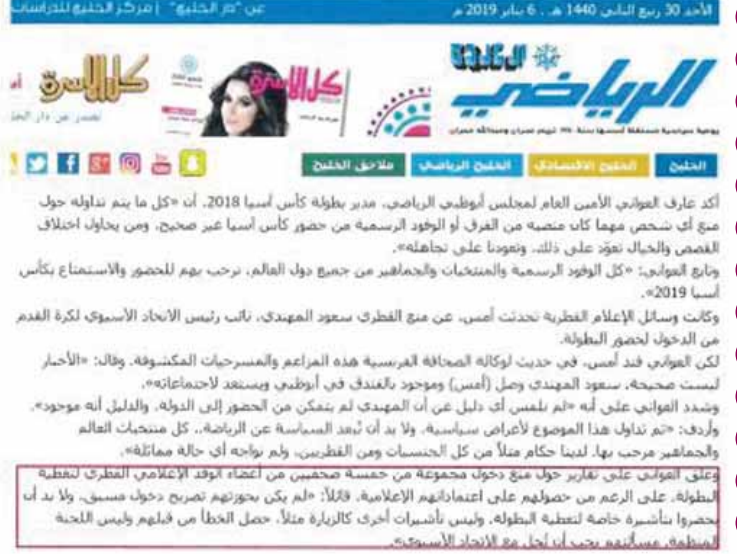 الأحد 30 ربيع الثاني 1440 هـ ، 6 يناير 2019 م
عن "دار الخليج" | مركز الخليج للدراسات
الخليج
الرياضي
كل الأسرة
كل الأسرة
تصدر عن دار
الخليج
الخليج الاقتصادي
الخليج الرياضي
ملاحق الخليج
أكد عارف العواني الأمين العام لمجلس أبوظبي الرياضي، مدير بطولة كأس آسيا 2018، أن «كل ما يتم تداوله حول
منع أي شخص مهما كان منصبه من الفرق أو الوفود الرسمية من حضور كأس آسيا غير صحيح، ومن يحاول اختلاق
القصص والخيال تعوّد على ذلك، وتعودنا على تجاهله».
وتابع العواني: «كل الوفود الرسمية والمنتخبات والجماهير من جميع دول العالم، نرحب بهم للحضور والاستمتاع بكأس
آسيا 2019».
وكانت وسائل الإعلام القطرية تحدثت أمس، عن منع القطري سعود المهندي، نائب رئيس الاتحاد الآسيوي لكرة القدم
من الدخول لحضور البطولة.
لكن العواني فند أمس، في حديث لوكالة الصحافة الفرنسية هذه المزاعم والمسرحيات المكشوفة، وقال: «الأخبار
ليست صحيحة، سعود المهندي وصل (أمس) وموجود بالفندق في أبوظبي ويستعد لاجتماعاته».
وشدد العواني على أنه «لم يلمس أي دليل عن أن المهندي لم يتمكن من الحضور إلى الدولة، والدليل أنه موجود».
وأردف: «تم تداول هذا الموضوع لأغراض سياسية، ولا بد أن تُبعد السياسة عن الرياضة.. كل منتخبات العالم
والجماهير مرحب بها. لدينا حكام مثلاً من كل الجنسيات ومن القطريين، ولم نواجه أي حالة مماثلة».
وعلق العواني على تقارير حول منع دخول مجموعة من خمسة صحفيين من أعضاء الوفد الإعلامي القطري لتغطية
البطولة، على الرغم من حصولهم على اعتماداتهم الإعلامية، قائلاً: «لم يكن بحوزتهم تصريح دخول مسبق، ولا بد أن
يحضروا بتأشيرة خاصة لتغطية البطولة، وليس تأشيرات أخرى كالزيارة مثلاً، حصل الخطأ من قبلهم وليس اللجنة
المنظمة، مسألتهم يجب أن تحل مع الاتحاد الآسيوي».